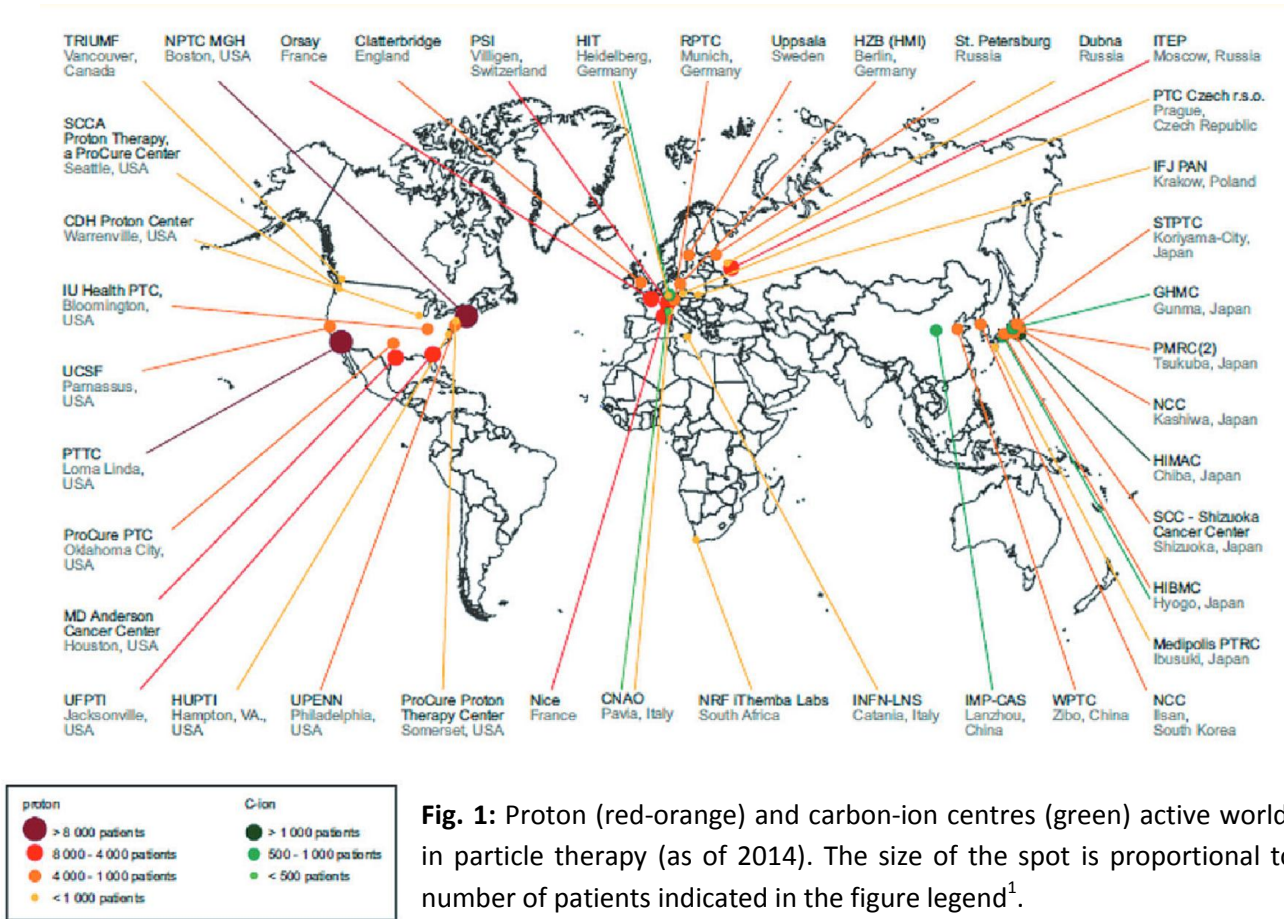 TRIUMF
Vancouver,
Canada
NPTC MGH
Boston, USA
Orsay
France
Clatterbridge
England
PSI
Villigen,
Switzerland
HIT
Heidelberg,
Germany
RPTC
Munich,
Germany
Uppsala
Sweden
HZB (HMI)
Berlin,
Germany
St. Petersburg
Russia
Dubna
Russia
ITEP
Moscow, Russia
SCCA
Proton Therapy,
a ProCure Center
Seattle, USA
CDH Proton Center
Warrenville, USA
IU Health PTC,
Bloomington,
USA
UCSF
Parnassus,
USA
PTTC
Loma Linda,
USA
ProCure PTC
Oklahoma City,
USA
MD Anderson
Cancer Center
Houston, USA
PTC Czech r.s.o.
Prague,
Czech Republic
IFJ PAN
Krakow, Poland
STPTC
Koriyama-City,
Japan
GHMC
Gunma, Japan
PMRC(2)
Tsukuba, Japan
NCC
Kashiwa, Japan
HIMAC
Chiba, Japan
SCC - Shizuoka
Cancer Center
Shizuoka, Japan
HIBMC
Hyogo, Japan
Medipolis PTRC
Ibusuki, Japan
UFPTI
Jacksonville,
USA
HUPTI
Hampton, VA.,
USA
UPENN
Philadelphia,
USA
ProCure Proton
Therapy Center
Somerset, USA
Nice
France
CNAO
Pavia, Italy
NRF iThemba Labs
South Africa
INFN-LNS
Catania, Italy
IMP-CAS
Lanzhou,
China
WPTC
Zibo, China
NCC
Ilsan,
South Korea
proton
> 8 000 patients
8 000 - 4 000 patients
4 000 - 1 000 patients
< 1 000 patients
C-ion
> 1 000 patients
500 - 1 000 patients
< 500 patients
Fig. 1: Proton (red-orange) and carbon-ion centres (green) active world
in particle therapy (as of 2014). The size of the spot is proportional to
number of patients indicated in the figure legend1.